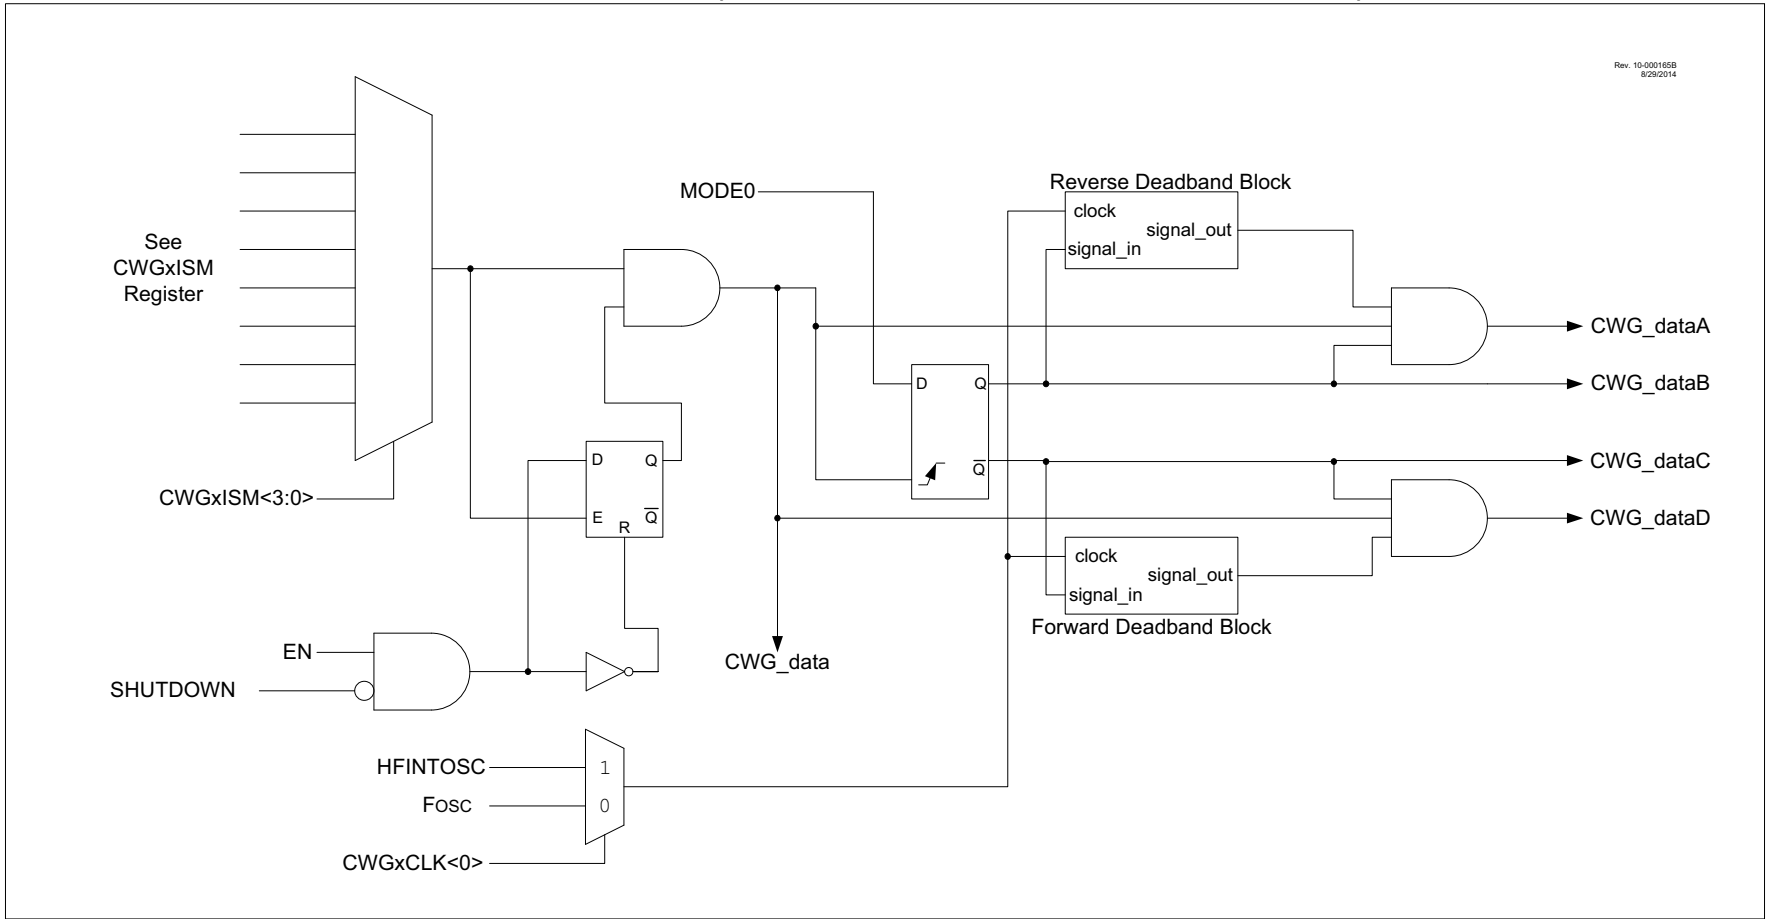 Rev. 10-000165B
8/29/2014
See
CWGxISM
Register
CWGxISM<3:0>
MODE0
Reverse Deadband Block
clock
signal_in
signal_out
CWG_dataA
D
Q
Q
CWG_dataB
CWG_dataC
CWG_dataD
D
Q
E
R
Q
clock
signal_in
signal_out
Forward Deadband Block
EN
SHUTDOWN
CWG_data
HFINTOSC
1
FOSC
0
CWGxCLK<0>